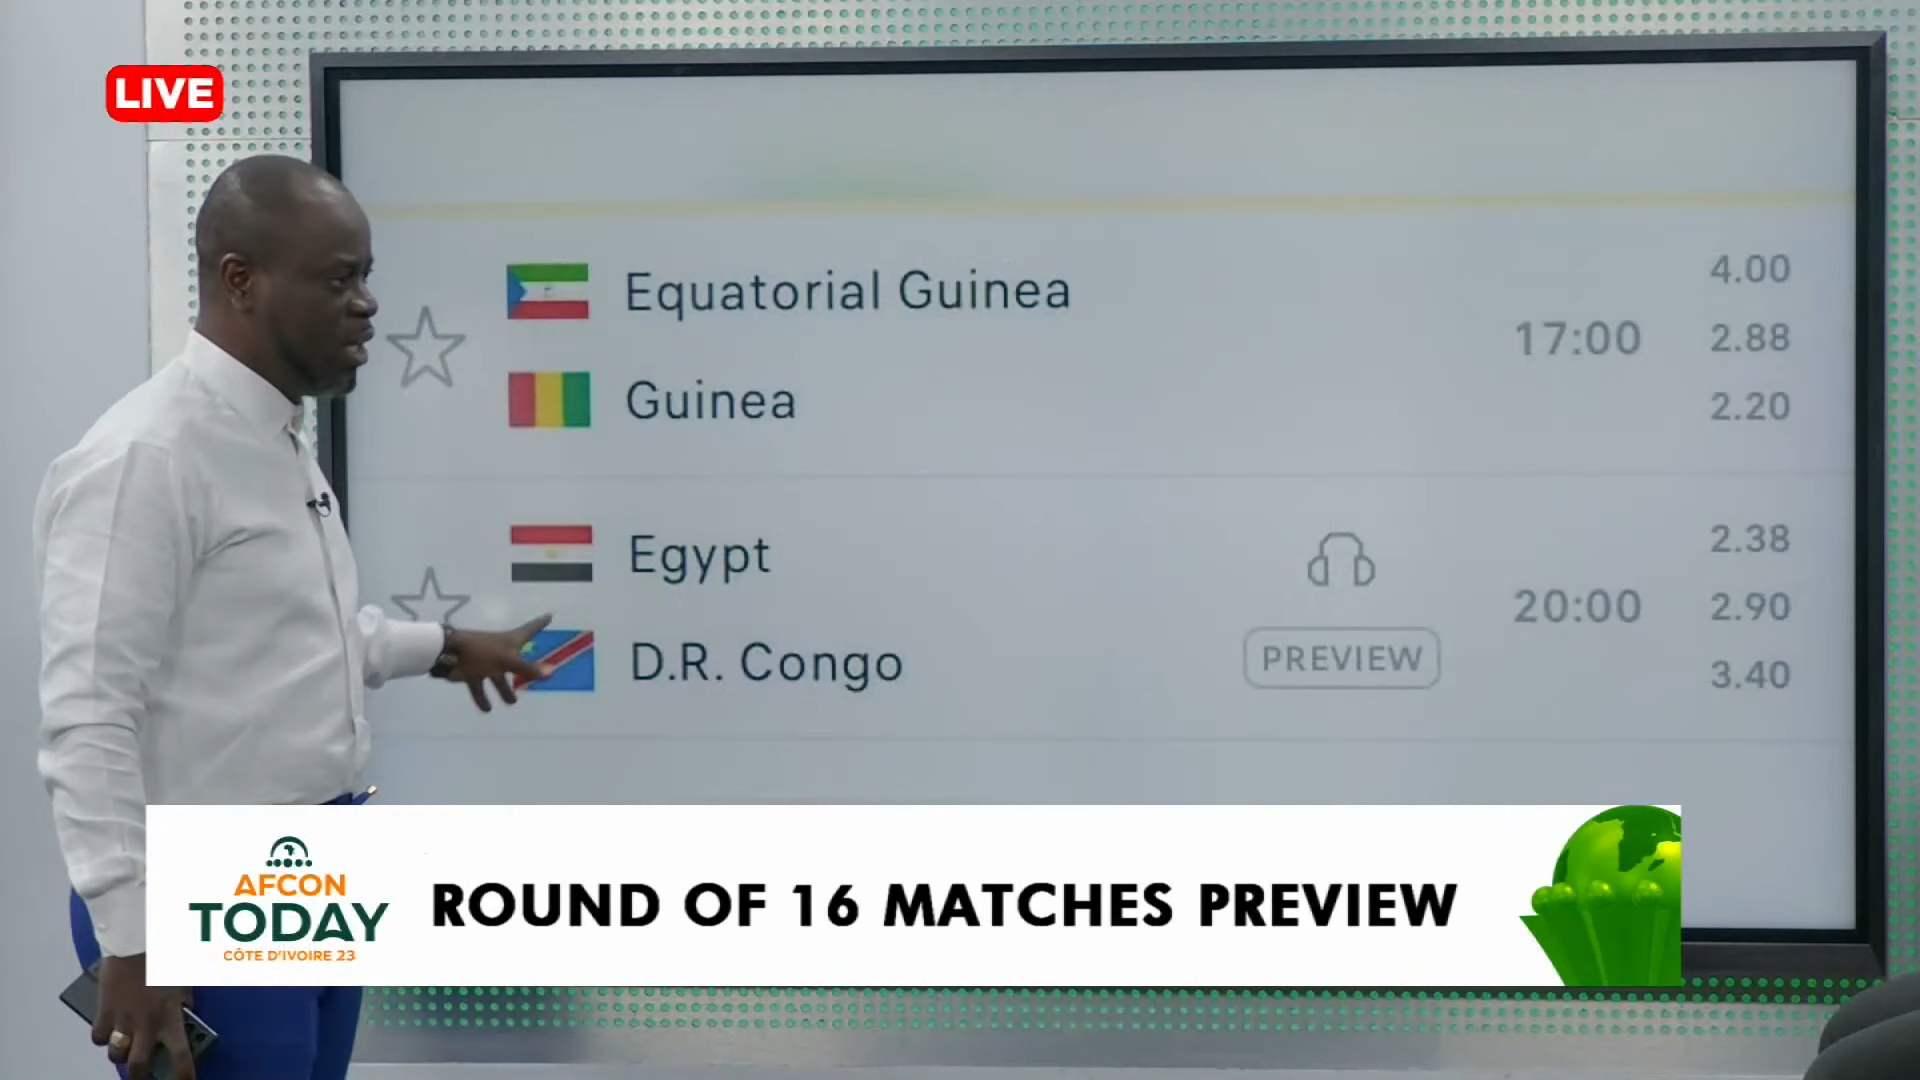 LIVE
Equatorial Guinea
Guinea
17:00
4.00
2.88
2.20
Egypt
D.R. Congo
PREVIEW
20:00
2.38
2.90
3.40
AFCON
TODAY
CÔTE D'IVOIRE 23
ROUND OF 16 MATCHES PREVIEW